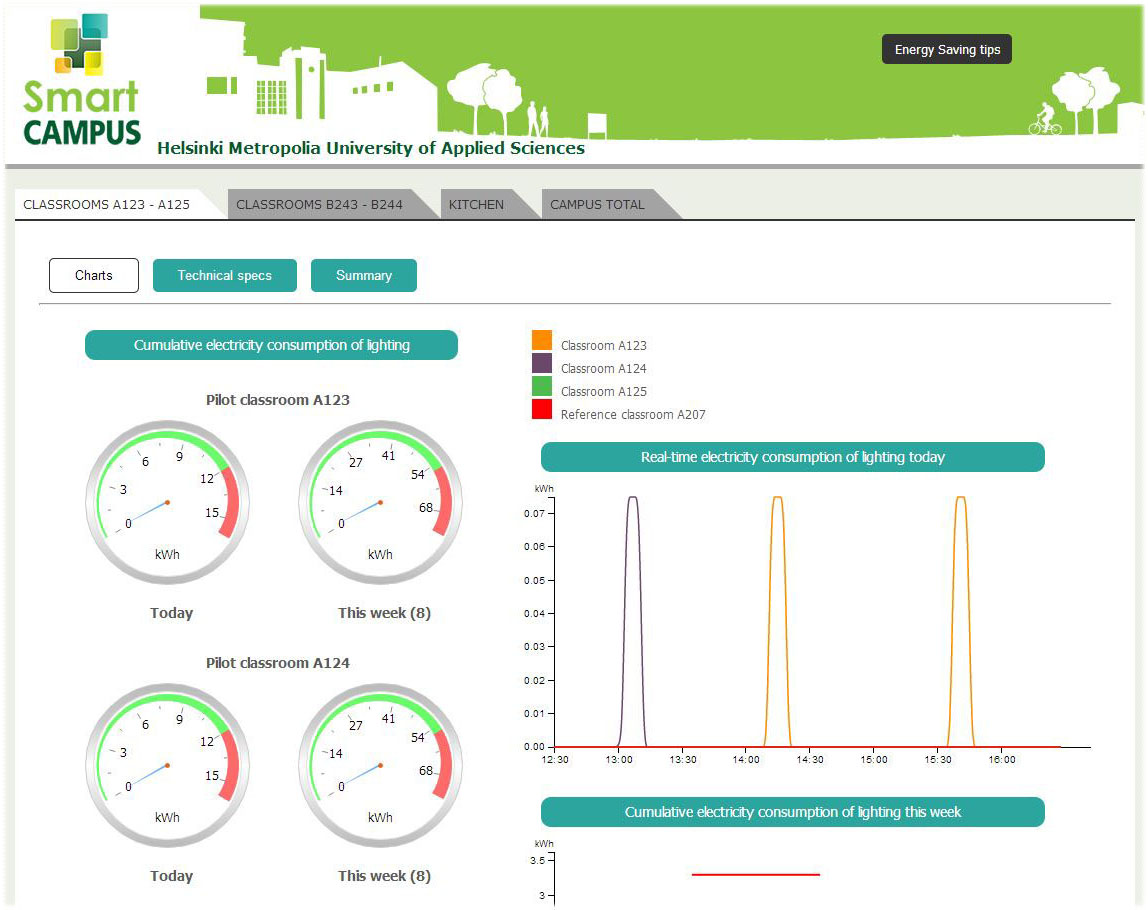 Smart
CAMPUS
Helsinki Metropolia University of Applied Sciences
Energy Saving tips
CLASSROOMS A123 - A125
CLASSROOMS B243 - B244
KITCHEN
CAMPUS TOTAL
Charts
Technical specs
Summary
Cumulative electricity consumption of lighting
Pilot classroom A123
0
3
6
9
12
15
kWh
Today
0
14
27
41
54
68
kWh
This week (8)
Pilot classroom A124
0
3
6
9
12
15
kWh
Today
0
14
27
41
54
68
kWh
This week (8)
Classroom A123
Classroom A124
Classroom A125
Reference classroom A207
Real-time electricity consumption of lighting today
kWh
0.07
0.06
0.05
0.04
0.03
0.02
0.01
0.00
12:30 13:00 13:30 14:00 14:30 15:00 15:30 16:00
Cumulative electricity consumption of lighting this week
kWh
3.5
3